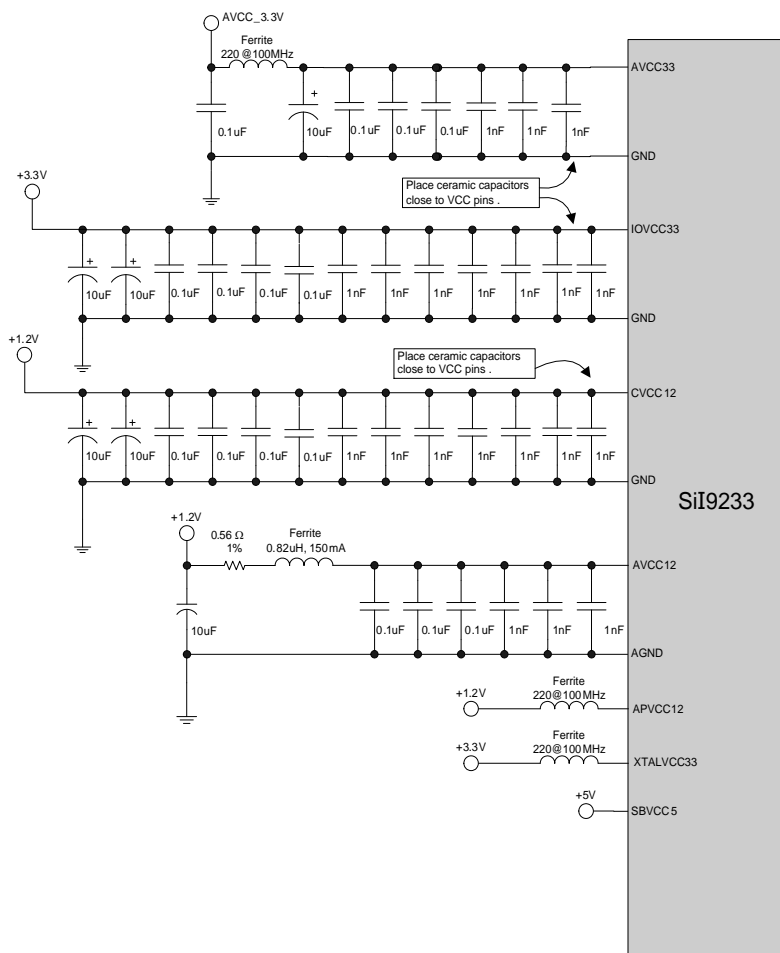 AVCC_3.3V
Ferrite
220@100MHz
AVCC33
+
0.1uF
10uF
0.1uF
0.1uF
0.1uF
1nF
1nF
1nF
GND
Place ceramic capacitors
close to VCC pins .
+3.3V
IOVCC33
+
+
10uF
10uF
0.1uF
0.1uF
0.1uF
0.1uF
1nF
1nF
1nF
1nF
1nF
1nF
1nF
GND
+1.2V
Place ceramic capacitors
close to VCC pins .
CVCC12
+
+
10uF
10uF
0.1uF
0.1uF
0.1uF
0.1uF
1nF
1nF
1nF
1nF
1nF
1nF
1nF
GND
SiI9233
+1.2V
0.56 Ω
1%
Ferrite
0.82uH, 150mA
AVCC12
10uF
0.1uF
0.1uF
0.1uF
1nF
1nF
1nF
AGND
Ferrite
220@100MHz
+1.2V
APVCC12
Ferrite
220@100MHz
+3.3V
XTALVCC33
+5V
SBVCC5